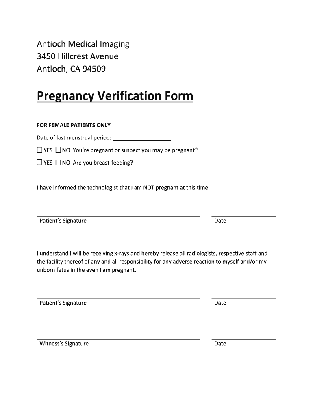 Antioch Medical Imaging
3450 Hillcrest Avenue
Antioch, CA 94509
Pregnancy Verification Form
FOR FEMALE PATIENTS ONLY
Date of last menstrual period: ____________________
☐ YES ☐ NO You're pregnant or suspect you may be pregnant?
☐ YES ☐ NO Are you breast feeding?
I have informed the technologist that I am NOT pregnant at this time
Patient's Signature Date
I understand I will be receiving x-rays and hereby release all radiologists, respective staff and
the facility thereof of any and all responsibility for any adverse reaction to myself and/or my
unborn fetus in the event I am pregnant.
Patient's Signature Date
Witness's Signature Date